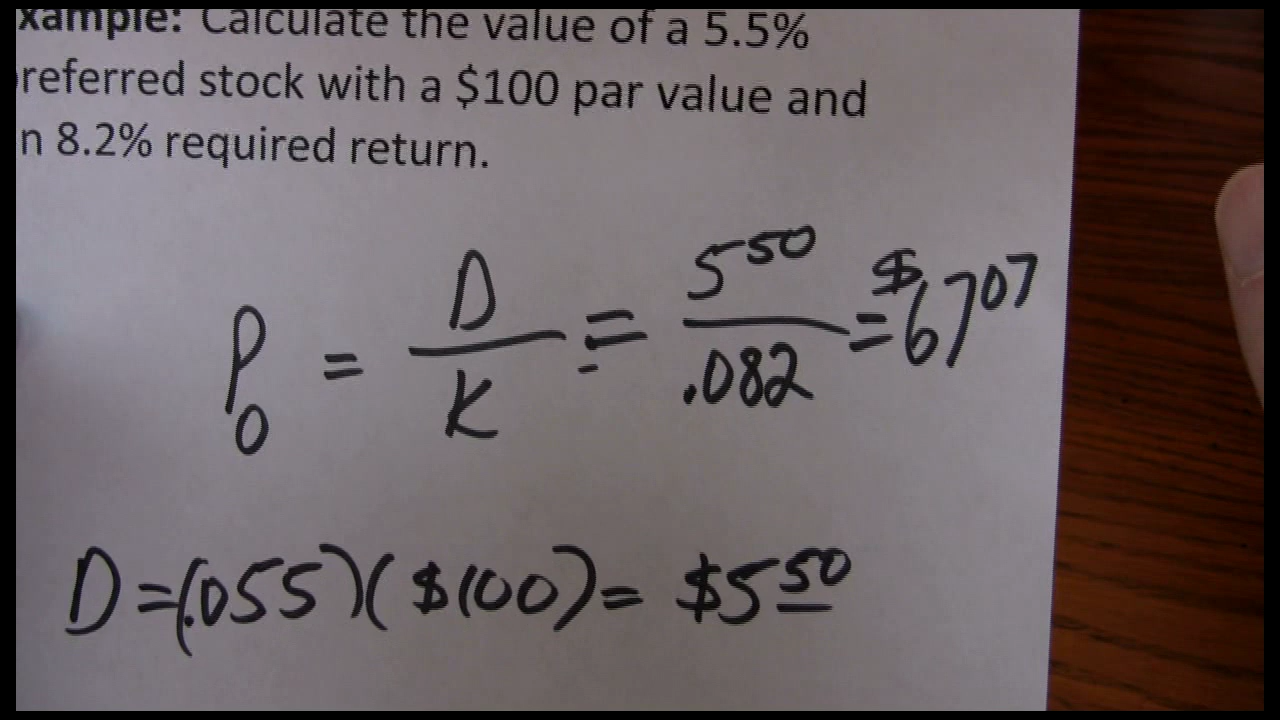 xample: Calculate the value of a 5.5%
referred stock with a $100 par value and
n 8.2% required return.
P0 = D/K = 5 50/.082 = $67 07
D = (.055)($100) = $5 50